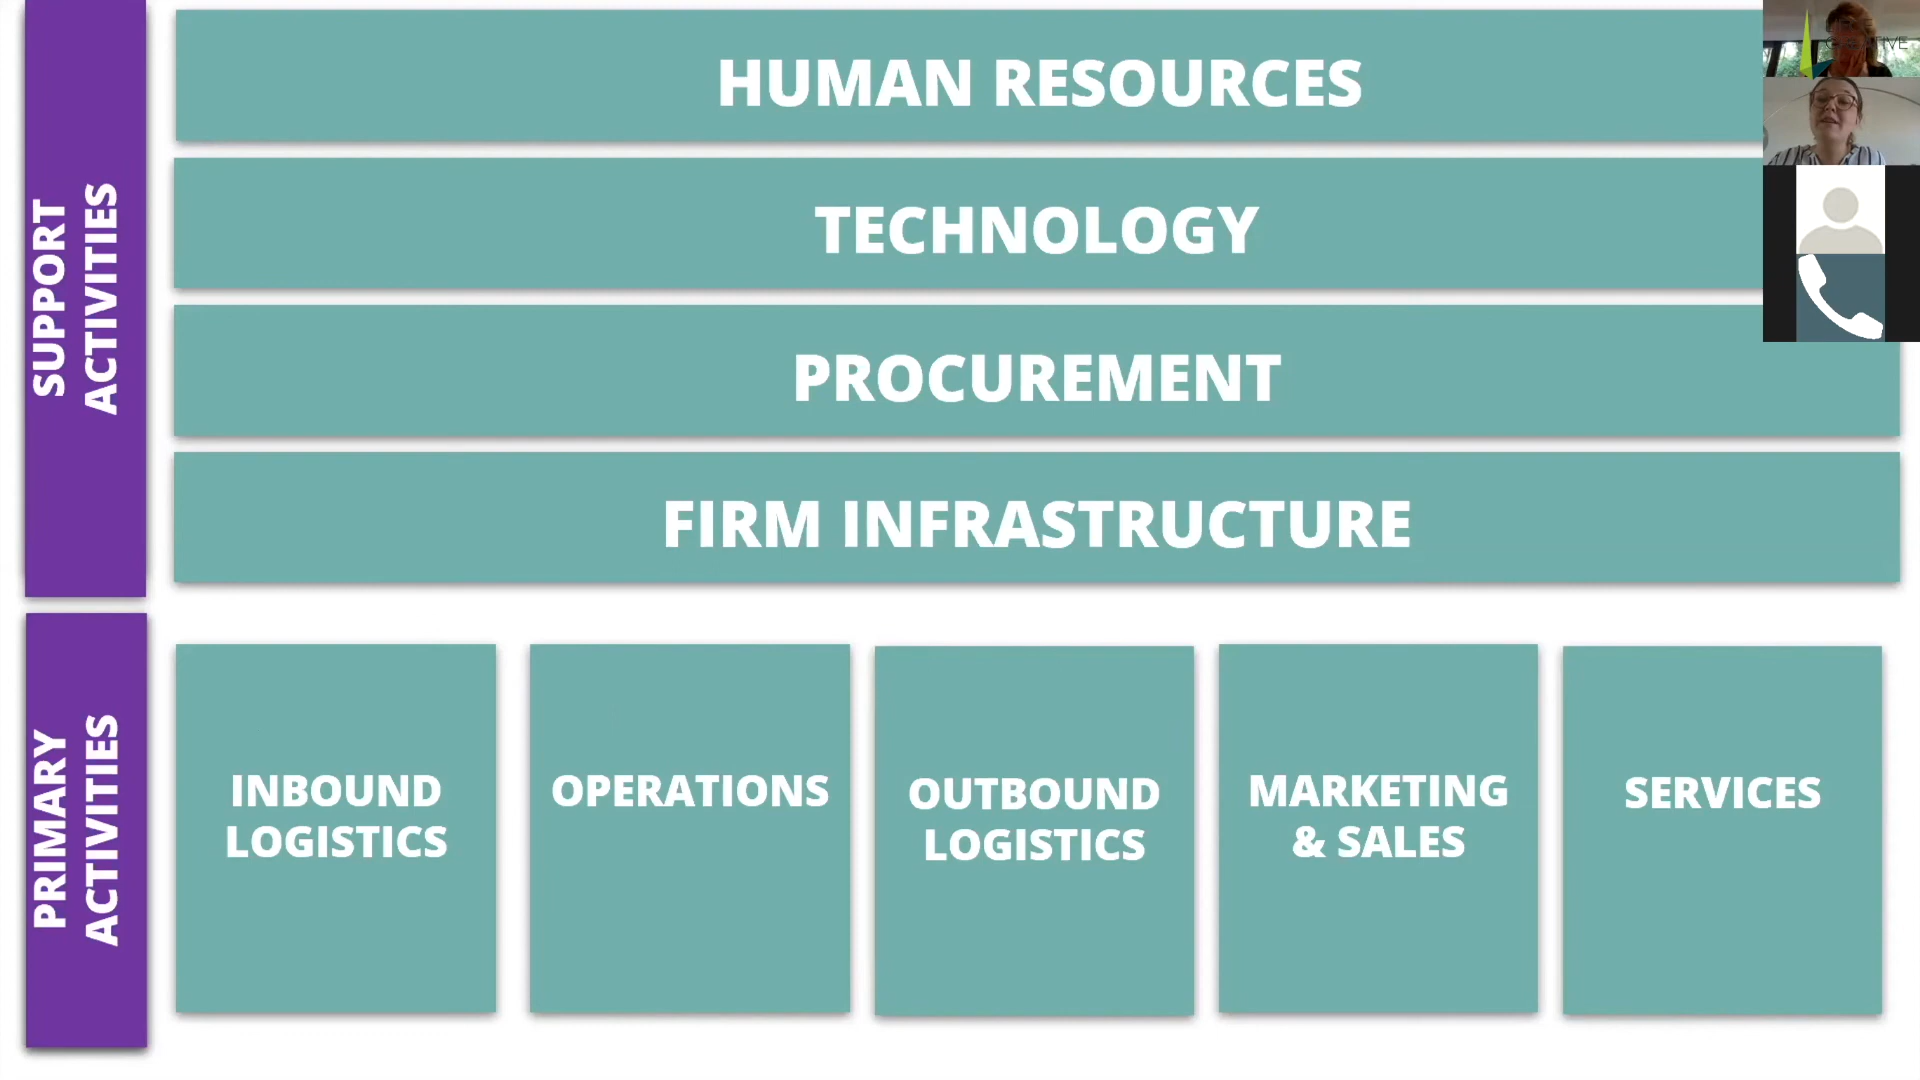 SUPPORT
ACTIVITIES
HUMAN RESOURCES
TECHNOLOGY
PROCUREMENT
FIRM INFRASTRUCTURE
PRIMARY
ACTIVITIES
INBOUND
LOGISTICS
OPERATIONS
OUTBOUND
LOGISTICS
MARKETING
& SALES
SERVICES